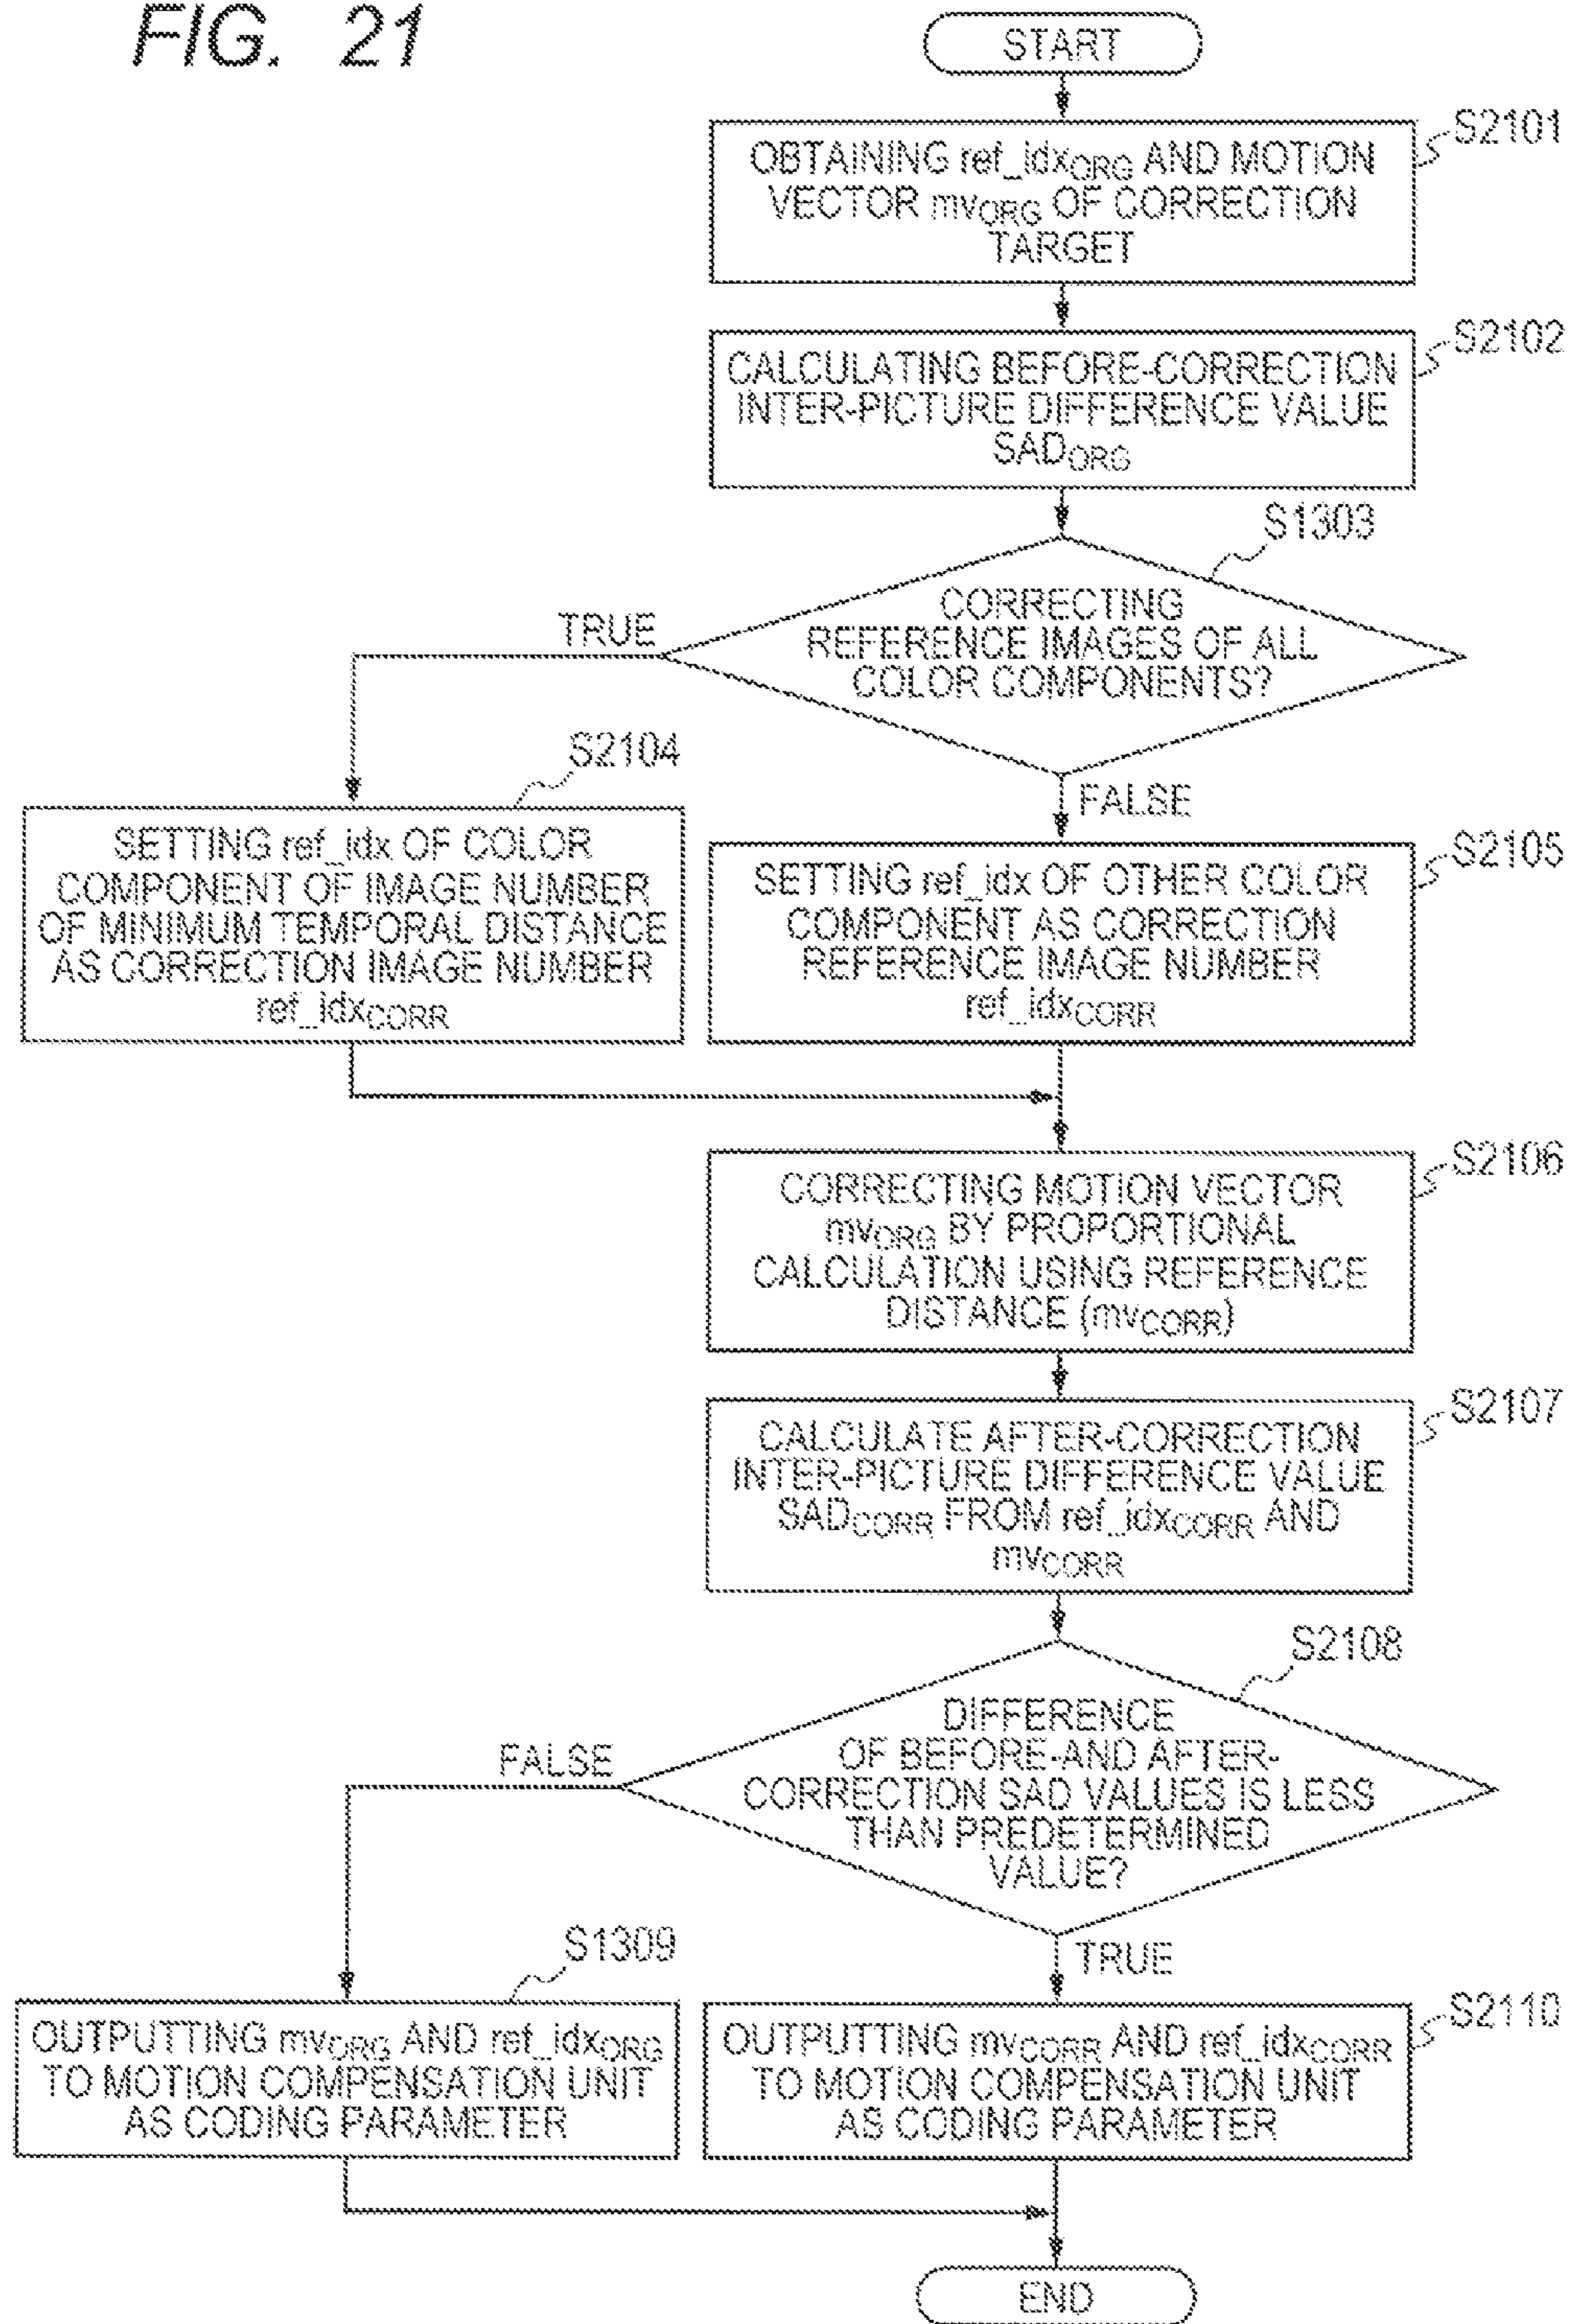 FIG. 21
START
S2101
OBTAINING ref_idxORG AND MOTION
VECTOR mvORG OF CORRECTION
TARGET
S2102
CALCULATING BEFORE-CORRECTION
INTER-PICTURE DIFFERENCE VALUE
SADORG
S1303
CORRECTING
REFERENCE IMAGES OF ALL
COLOR COMPONENTS?
TRUE
FALSE
S2104
SETTING ref_idx OF COLOR
COMPONENT OF IMAGE NUMBER
OF MINIMUM TEMPORAL DISTANCE
AS CORRECTION IMAGE NUMBER
ref_idxCORR
S2105
SETTING ref_idx OF OTHER COLOR
COMPONENT AS CORRECTION
REFERENCE IMAGE NUMBER
ref_idxCORR
S2106
CORRECTING MOTION VECTOR
mvORG BY PROPORTIONAL
CALCULATION USING REFERENCE
DISTANCE (mvCORR)
S2107
CALCULATE AFTER-CORRECTION
INTER-PICTURE DIFFERENCE VALUE
SADCORR FROM ref_idxCORR AND
mvCORR
S2108
DIFFERENCE
OF BEFORE-AND AFTER-
CORRECTION SAD VALUES IS LESS
THAN PREDETERMINED
VALUE?
FALSE
TRUE
S1309
OUTPUTTING mvORG AND ref_idxORG
TO MOTION COMPENSATION UNIT
AS CODING PARAMETER
S2110
OUTPUTTING mvCORR AND ref_idxCORR
TO MOTION COMPENSATION UNIT
AS CODING PARAMETER
END